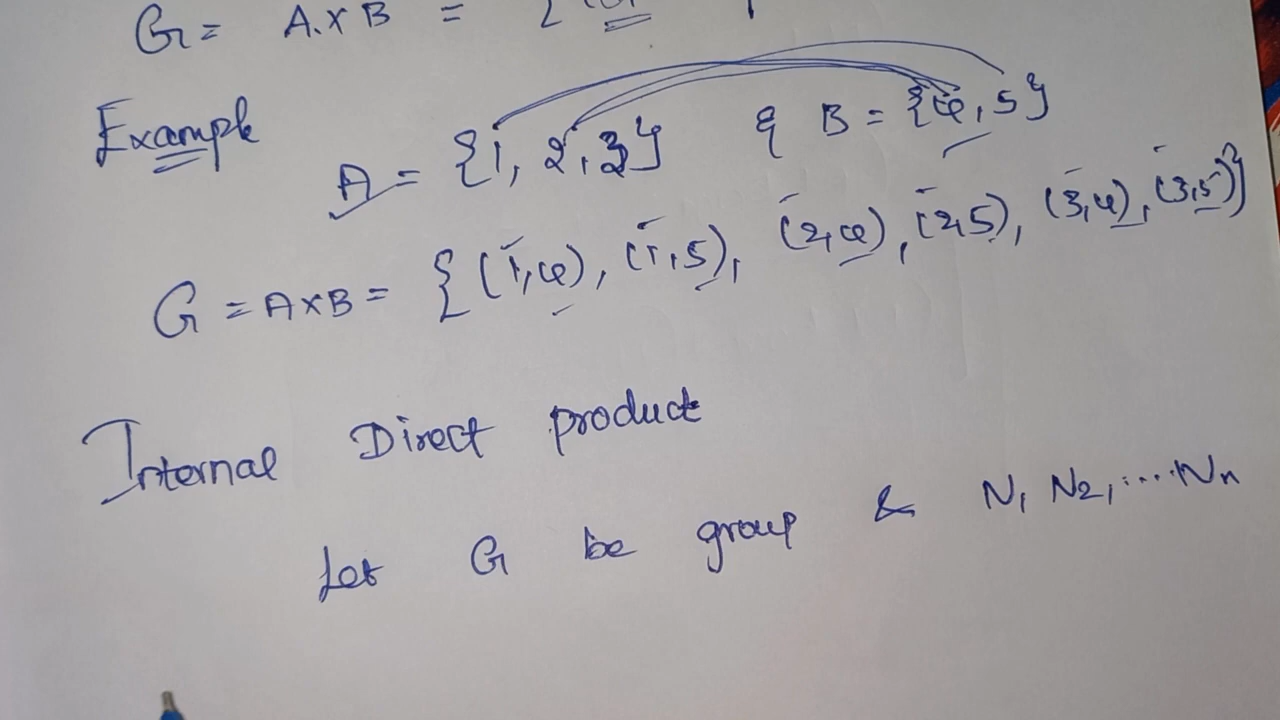 G = A × B = {
Example
A = {1, 2, 3} & B = {4, 5}
G = A×B = {(1,4), (1,5), (2,4), (2,5), (3,4), (3,5)}
Internal Direct product
Let G be group & N1 N2, ....Nn